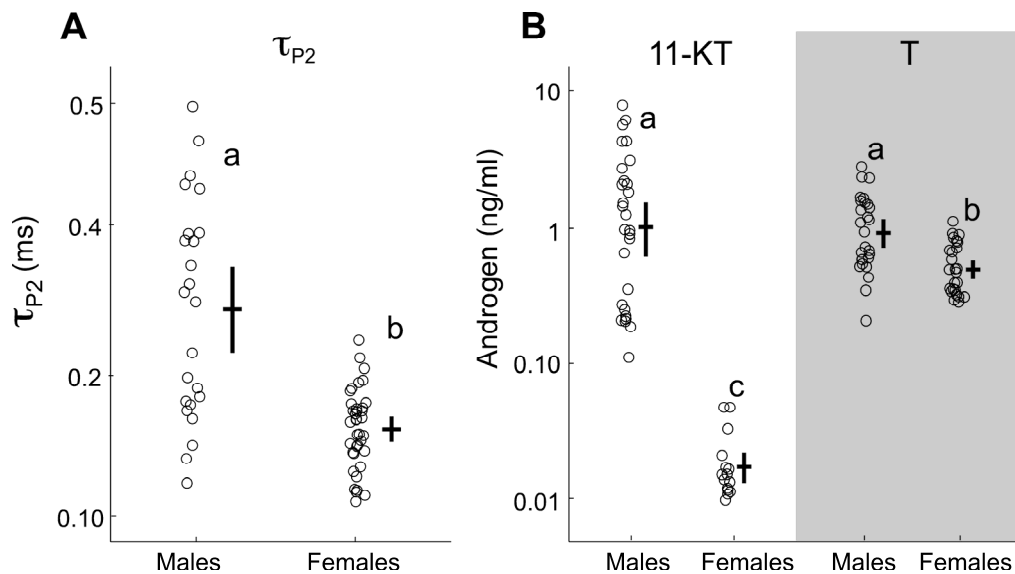 A
τP2
0.5
0.4
0.2
0.10
τP2 (ms)
a
b
Males
Females
B
11-KT
T
10
1
0.10
0.01
Androgen (ng/ml)
a
c
a
b
Males
Females
Males
Females